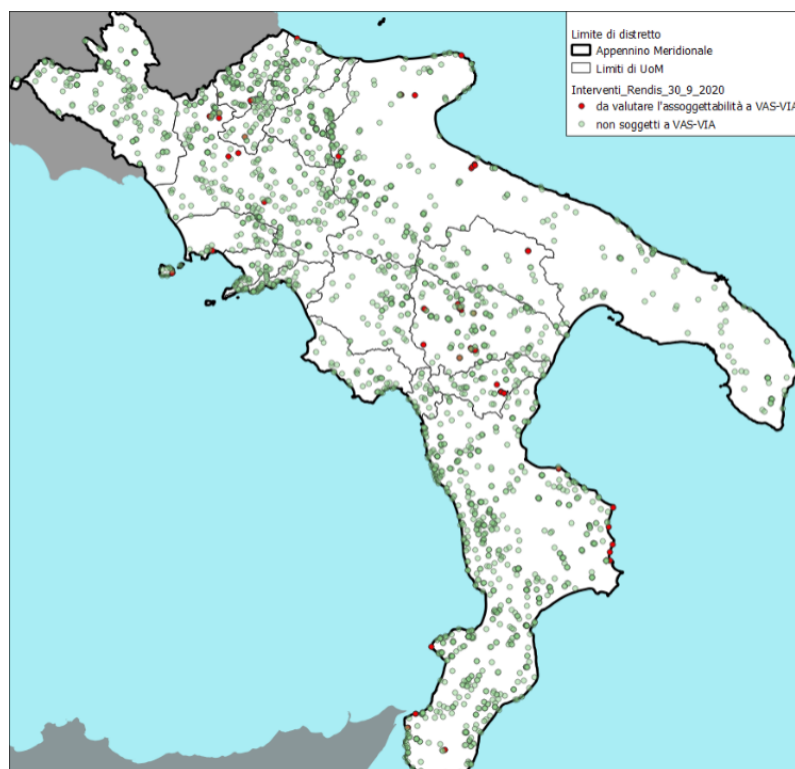 Limite di distretto
Appennino Meridionale
Limiti di UoM
Interventi_Rendis_30_9_2020
da valutare l'assoggettabilità a VAS-VIA
non soggetti a VAS-VIA